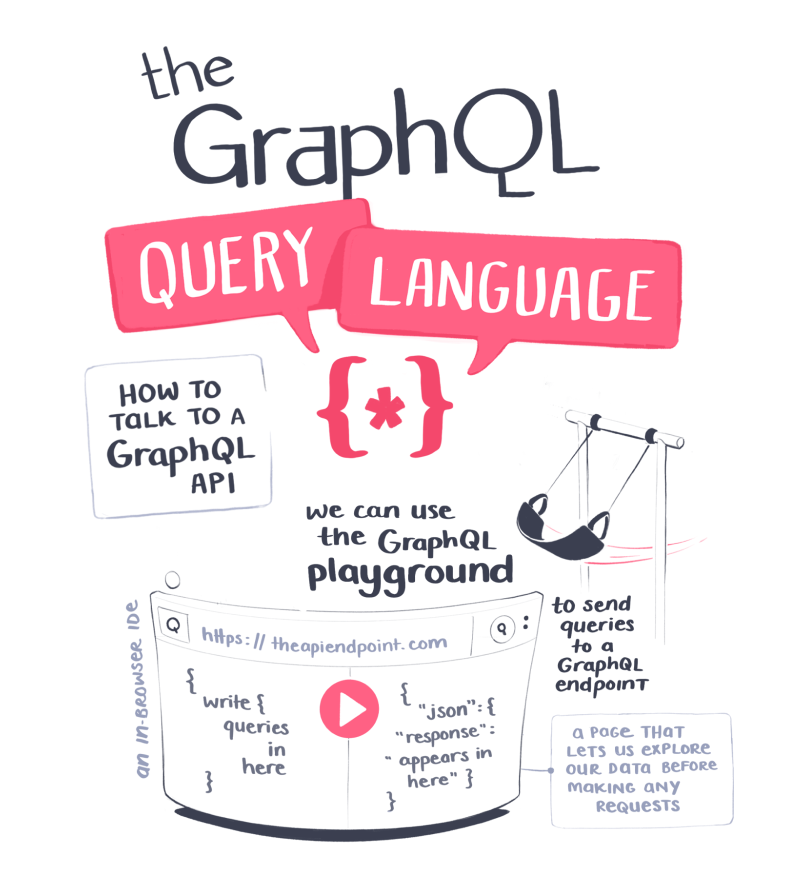 the
GraphQL
QUERY LANGUAGE
{*}
HOW TO
TALK TO A
GraphQL
API
we can use
the GraphQL
playground
to send
queries
to a
GraphQL
endpoint
an in-BROWSER IDE
Q
https://theapiendpoint.com
{
write {
queries
in
here
}
{
"json": {
"response":
" appears in
here" }
}
a page that
Lets us explore
our data before
making any
requests